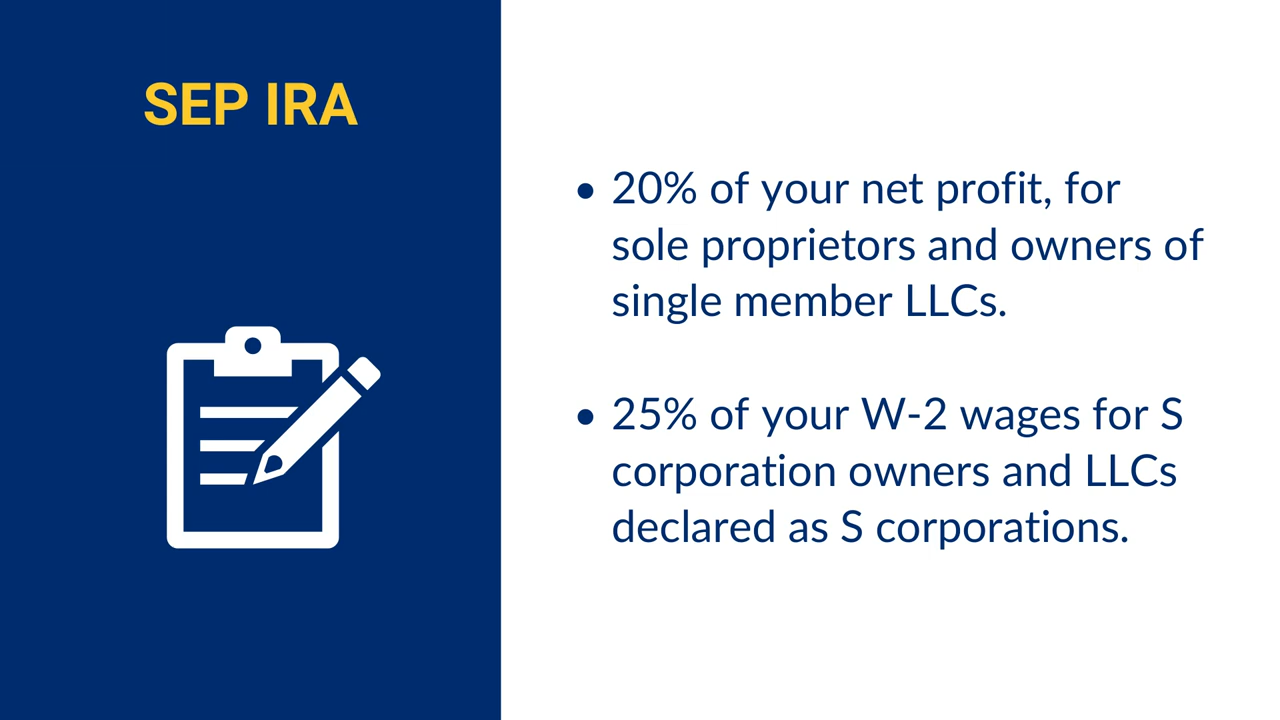 SEP IRA
• 20% of your net profit, for
sole proprietors and owners of
single member LLCs.
• 25% of your W-2 wages for S
corporation owners and LLCs
declared as S corporations.